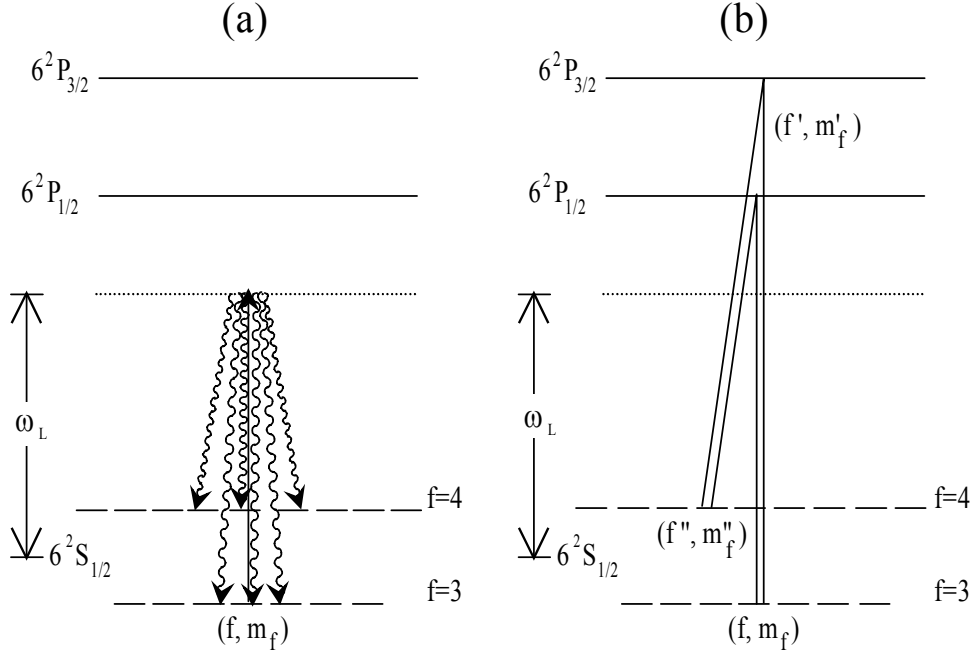 (a)
6²P₃/₂
6²P₁/₂
ω_L
f=4
6²S₁/₂
f=3
(f, m_f)
(b)
6²P₃/₂
(f', m'_f)
6²P₁/₂
ω_L
f=4
(f'', m''_f)
6²S₁/₂
f=3
(f, m_f)